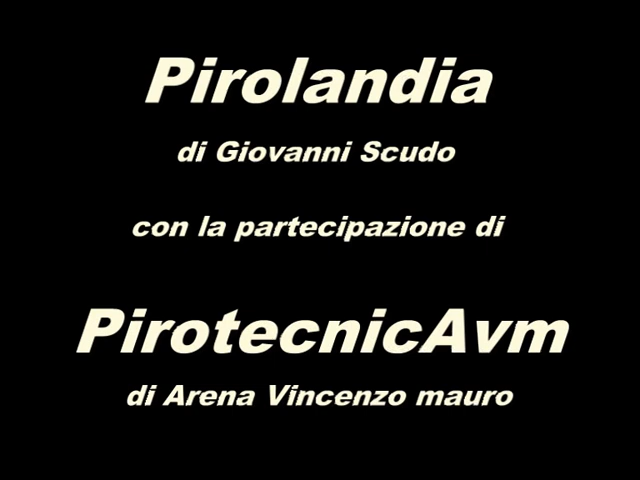 Pirolandia
di Giovanni Scudo
con la partecipazione di
PirotecnicAvm
di Arena Vincenzo mauro